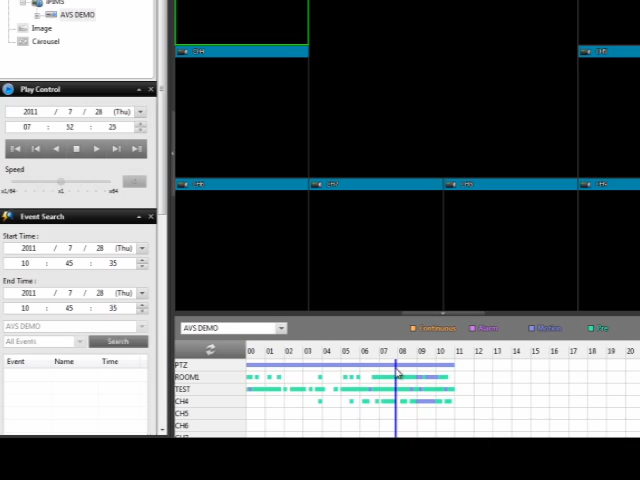 IPIMS
AVS DEMO
Image
Carousel
Play Control
2011 / 7 / 28 (Thu)
07 : 52 : 25
Speed
x1/64 x1 x64
Event Search
Start Time :
2011 / 7 / 28 (Thu)
10 : 45 : 35
End Time :
2011 / 7 / 28 (Thu)
10 : 45 : 35
AVS DEMO
All Events Search
Event Name Time
CH4
AVS DEMO
Continuous Alarm Motion Pre
00 01 02 03 04 05 06 07 08 09 10 11 12 13 14 15 16 17 18 19 20
PTZ
ROOM1
TEST
CH4
CH5
CH6
CH7